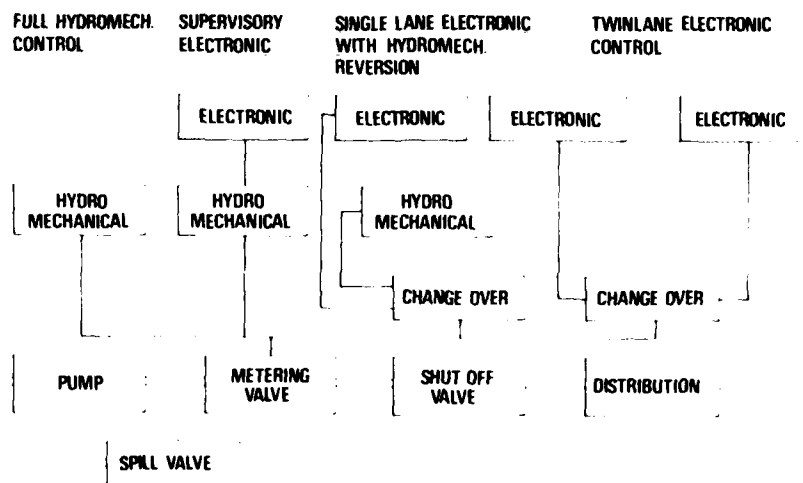 FULL HYDROMECH.
CONTROL
SUPERVISORY
ELECTRONIC
SINGLE LANE ELECTRONIC
WITH HYDROMECH.
REVERSION
TWINLANE ELECTRONIC
CONTROL
ELECTRONIC
ELECTRONIC
ELECTRONIC
ELECTRONIC
HYDRO
MECHANICAL
HYDRO
MECHANICAL
HYDRO
MECHANICAL
CHANGE OVER
CHANGE OVER
PUMP
METERING
VALVE
SHUT OFF
VALVE
DISTRIBUTION
SPILL VALVE